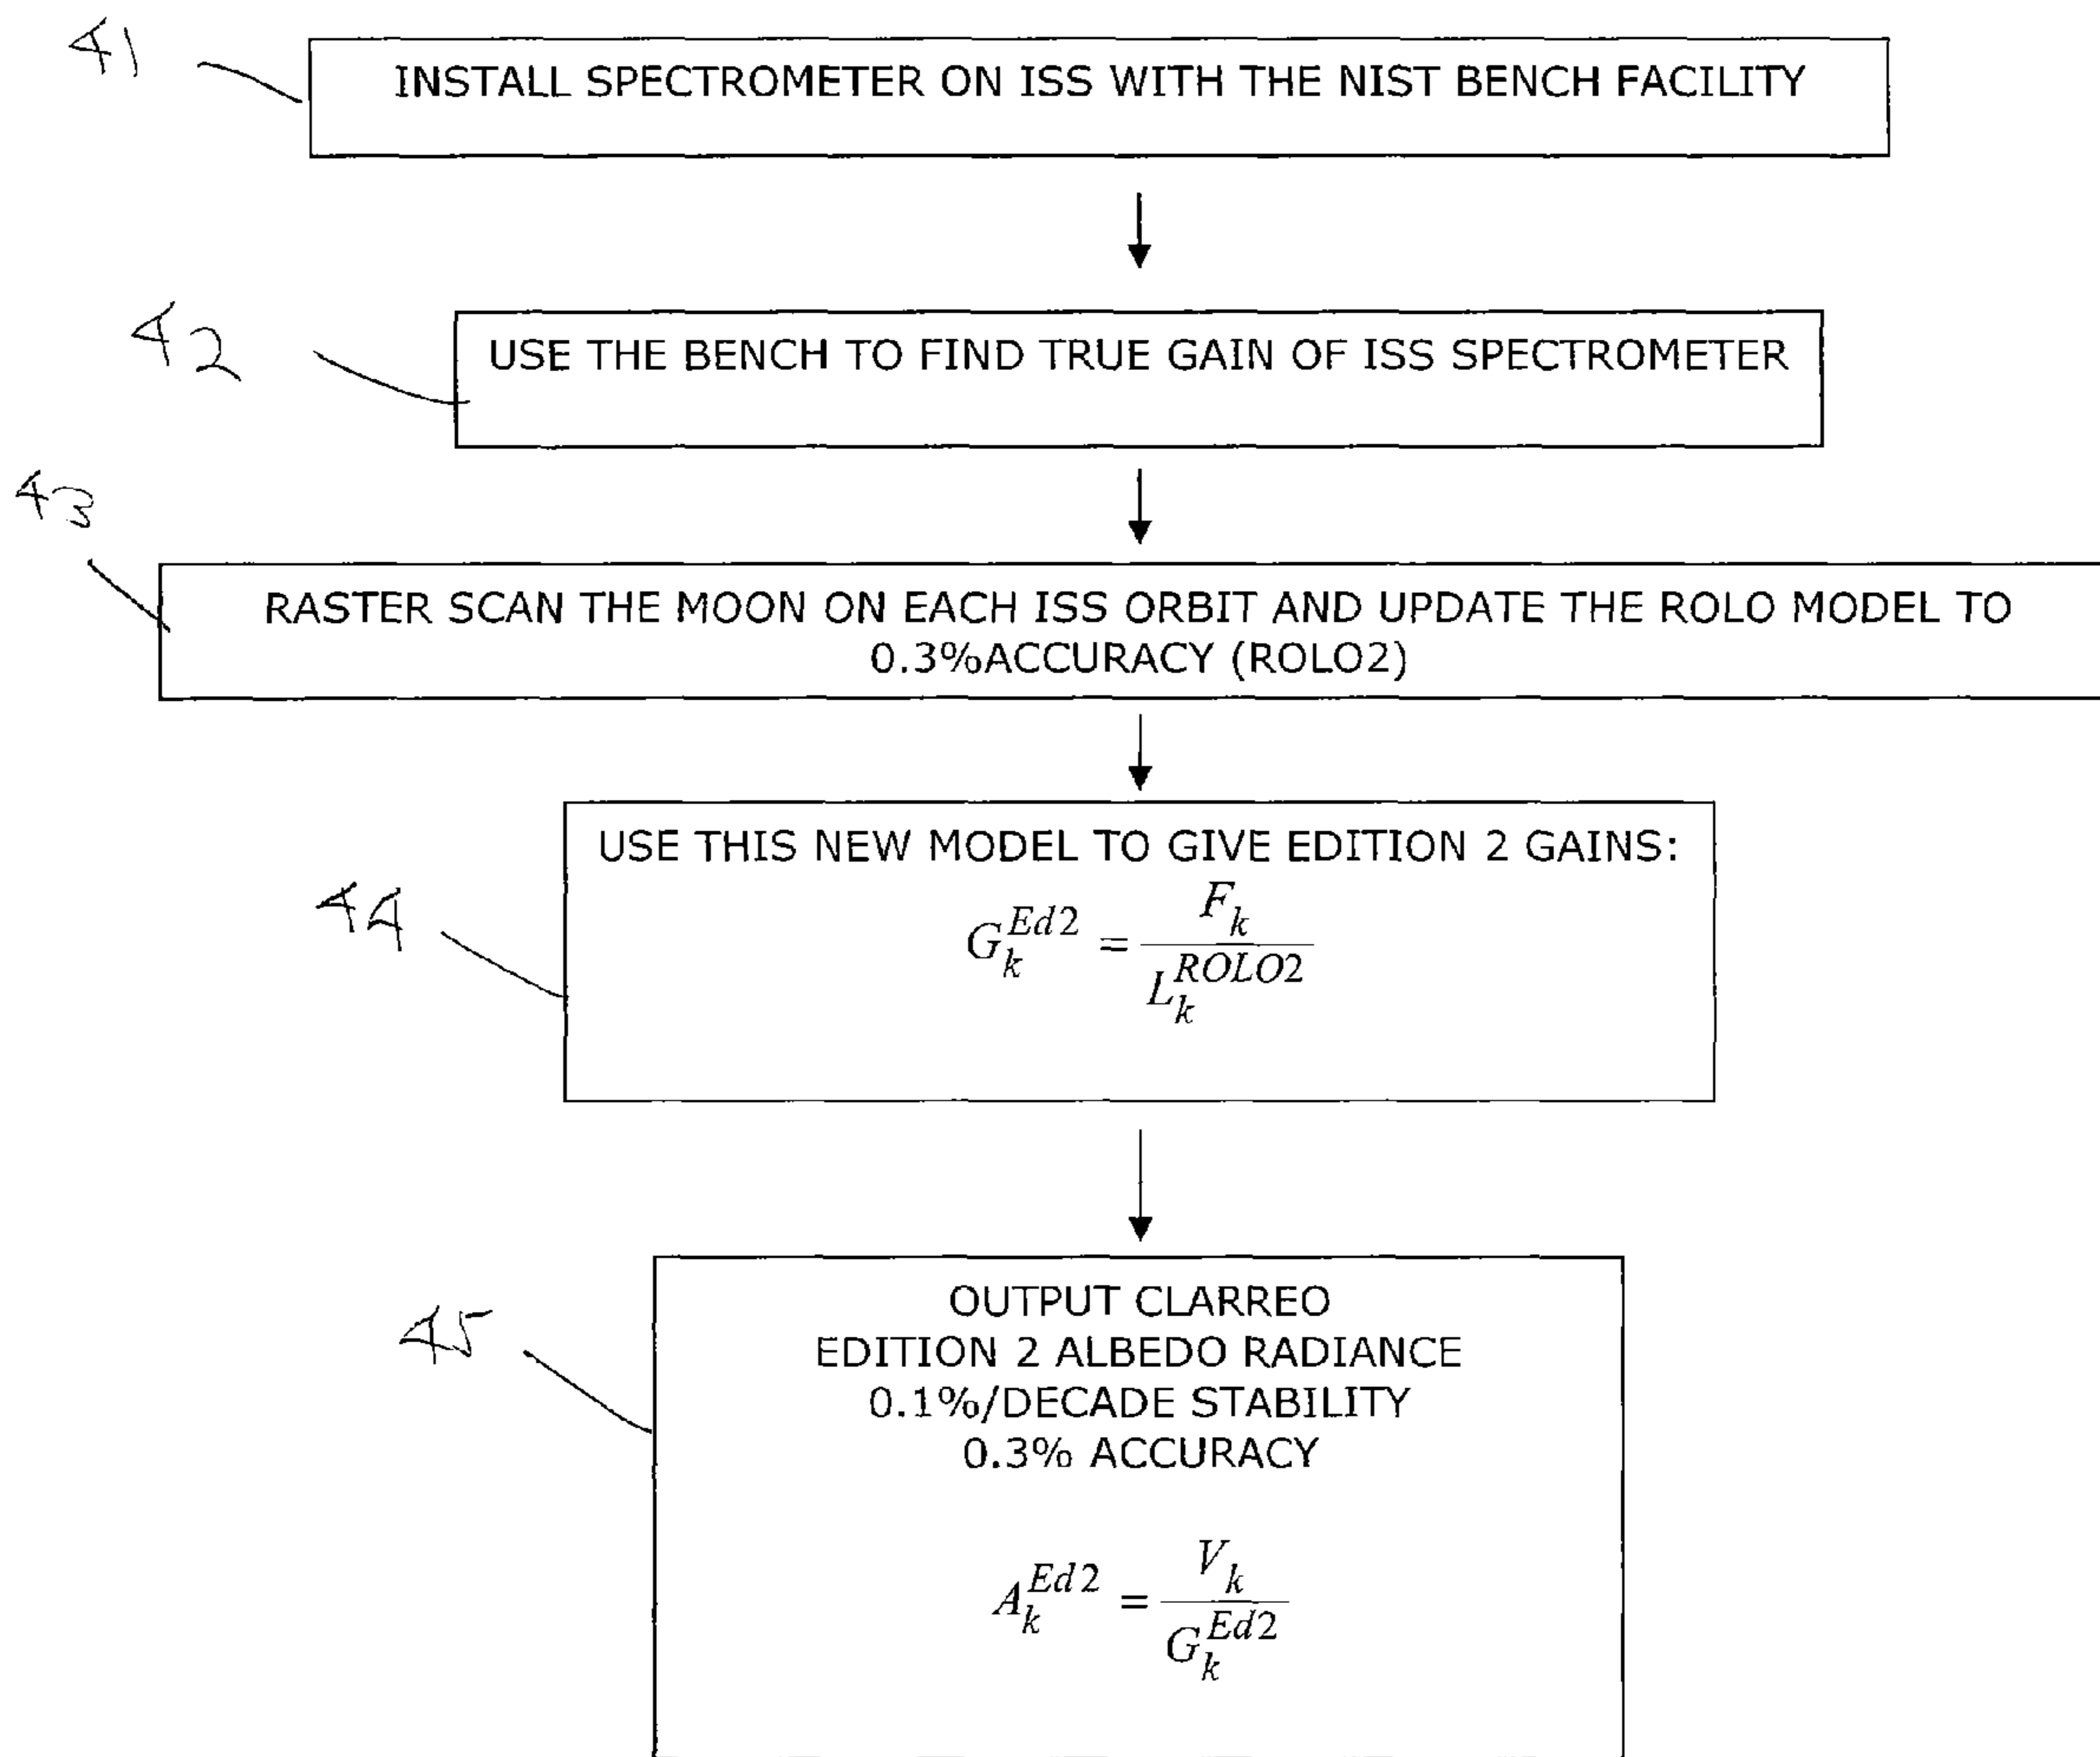 41
INSTALL SPECTROMETER ON ISS WITH THE NIST BENCH FACILITY
42
USE THE BENCH TO FIND TRUE GAIN OF ISS SPECTROMETER
43
RASTER SCAN THE MOON ON EACH ISS ORBIT AND UPDATE THE ROLO MODEL TO
0.3%ACCURACY (ROLO2)
44
USE THIS NEW MODEL TO GIVE EDITION 2 GAINS:
G_k^{Ed2} = \frac{F_k}{L_k^{ROLO2}}
45
OUTPUT CLARREO
EDITION 2 ALBEDO RADIANCE
0.1%/DECADE STABILITY
0.3% ACCURACY
A_k^{Ed2} = \frac{V_k}{G_k^{Ed2}}